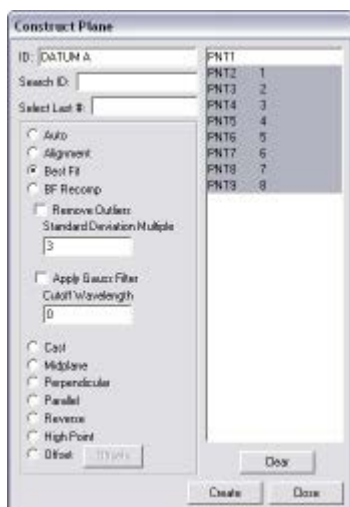 Construct Plane
ID: DATUM A
Search ID:
Select Last #:
Auto
Alignment
Best Fit
BF Recomp
Remove Outliers
Standard Deviation Multiple
3
Apply Gauss Filter
Cutoff Wavelength
0
Cast
Midplane
Perpendicular
Parallel
Reverse
High Point
Offset
Offsets
PNT1
PNT2 1
PNT3 2
PNT4 3
PNT5 4
PNT6 5
PNT7 6
PNT8 7
PNT9 8
Clear
Create
Close